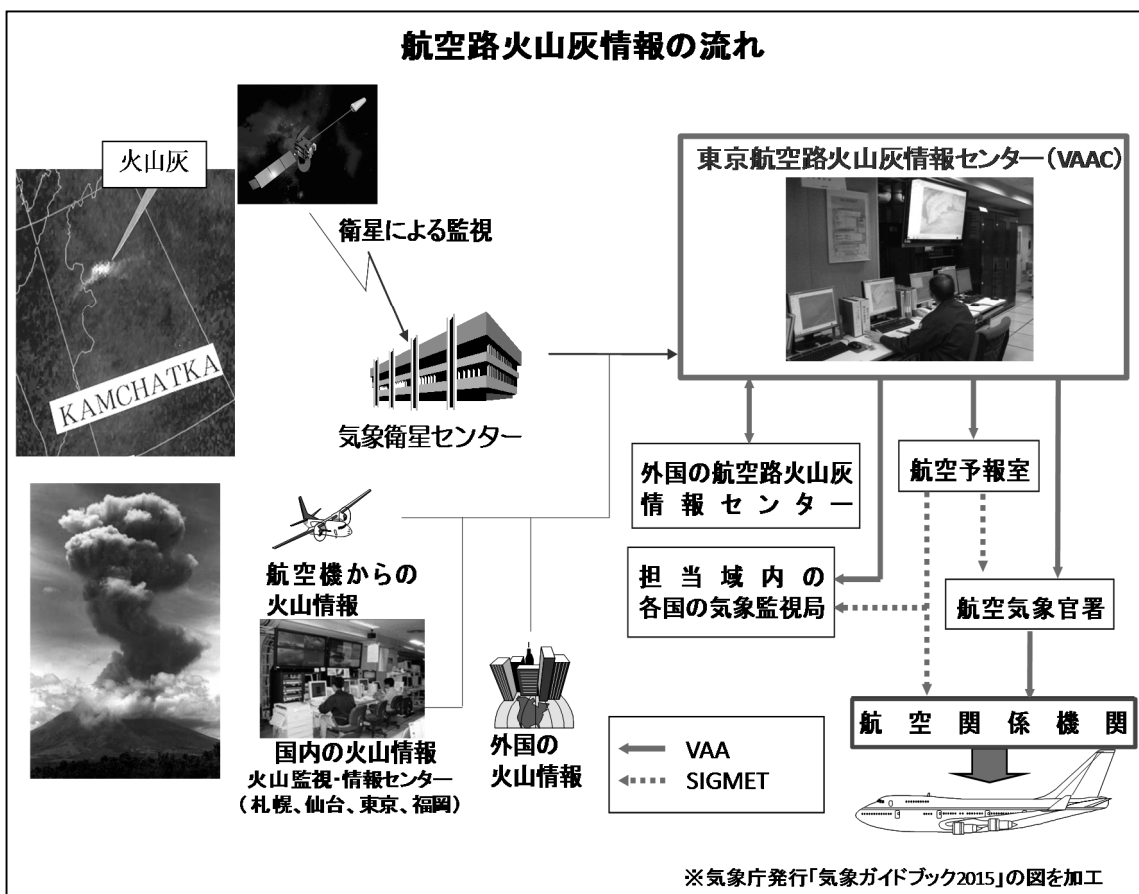 航空路火山灰情報の流れ
火山灰
KAMCHATKA
衛星による監視
気象衛星センター
東京航空路火山灰情報センター(VAAC)
外国の航空路火山灰
情報センター
航空予報室
担当域内の
各国の気象監視局
航空気象官署
航空機からの
火山情報
国内の火山情報
火山監視・情報センター
(札幌、仙台、東京、福岡)
外国の
火山情報
VAA
SIGMET
航空関係機関
※気象庁発行「気象ガイドブック2015」の図を加工